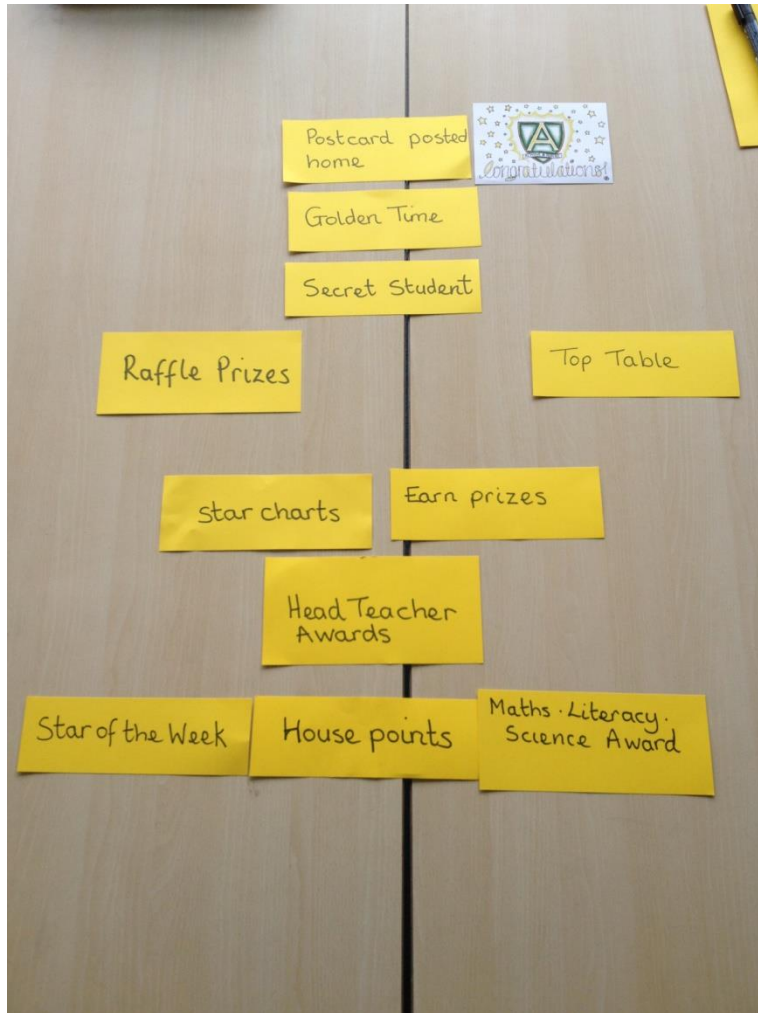 Postcard posted
home
A
Congratulations!
Golden Time
Secret Student
Raffle Prizes
Top Table
Star charts
Earn prizes
Head Teacher
Awards
Star of the Week
House points
Maths · Literacy ·
Science Award